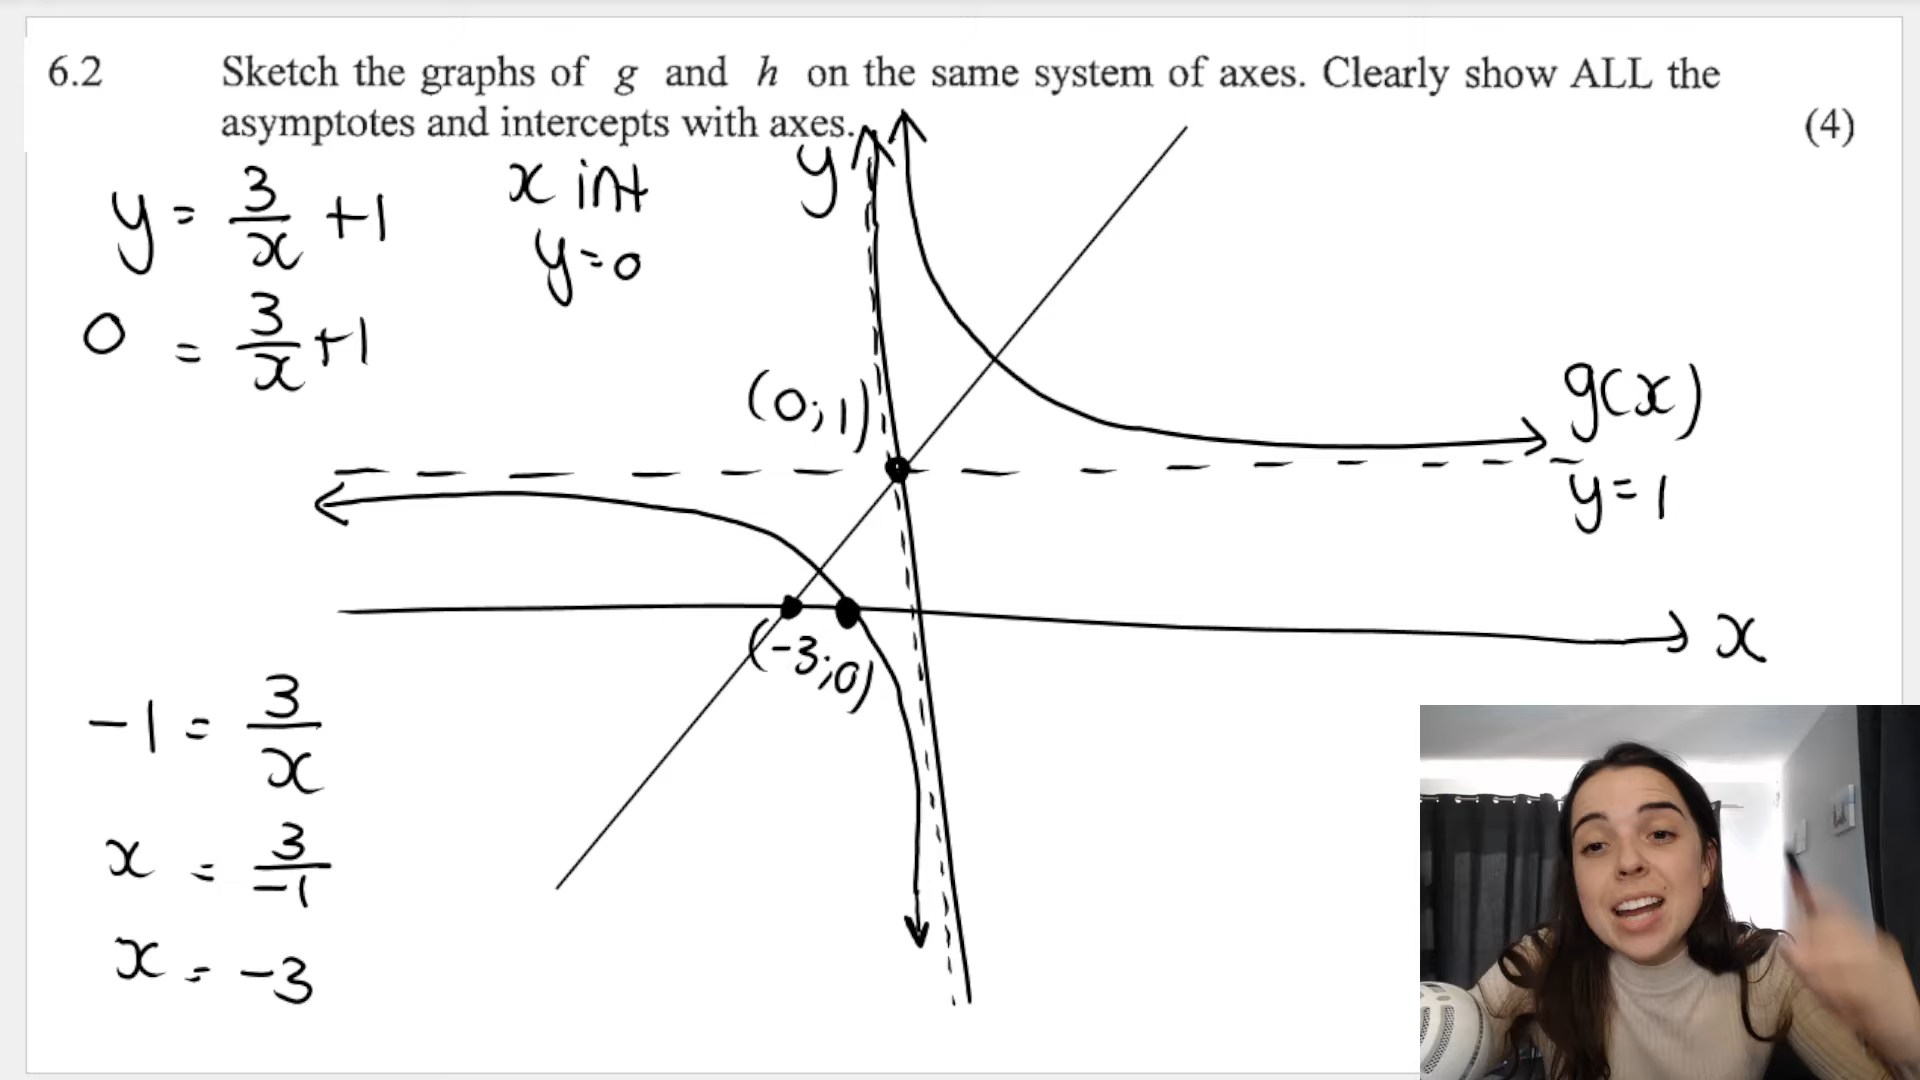 6.2 Sketch the graphs of g and h on the same system of axes. Clearly show ALL the
asymptotes and intercepts with axes. (4)
y = 3/x + 1
x int
y = 0
0 = 3/x + 1
y
(0;1)
g(x)
y = 1
x
(-3;0)
-1 = 3/x
x = 3/-1
x = -3